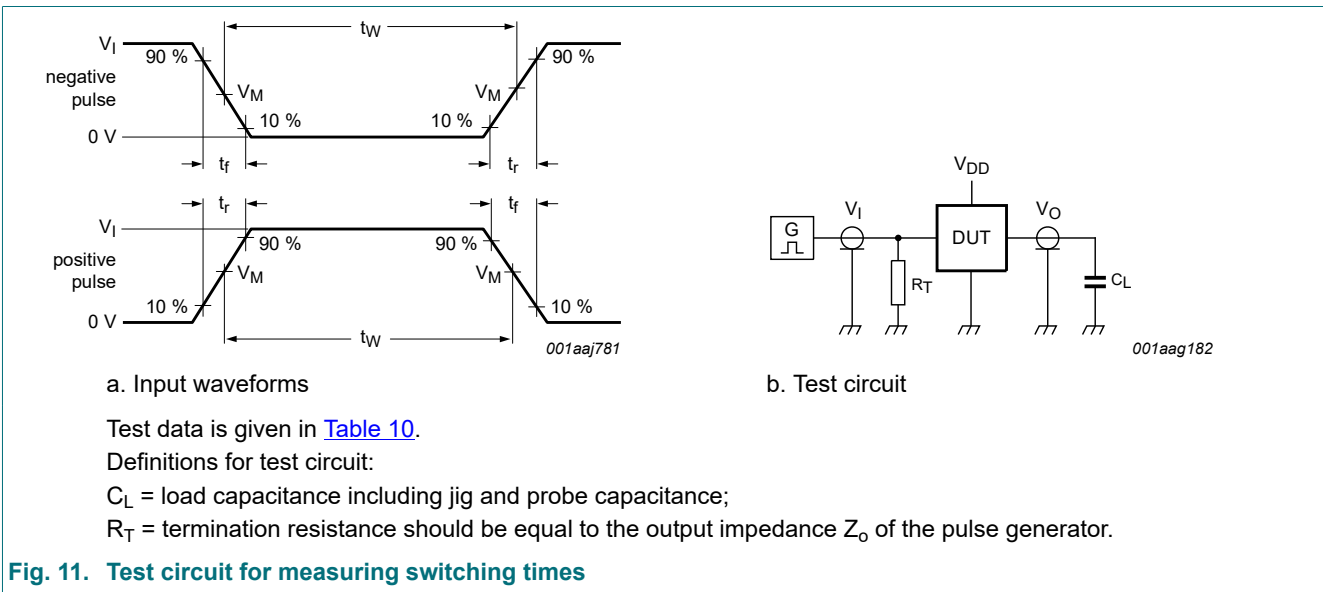 V_I
90 %
t_W
90 %
negative
pulse
V_M
V_M
10 %
10 %
0 V
t_f
t_r
t_r
t_f
V_I
90 %
90 %
positive
pulse
V_M
V_M
10 %
10 %
0 V
t_W
001aaj781
V_DD
V_I
V_O
G
DUT
R_T
C_L
001aag182
a. Input waveforms
b. Test circuit
Test data is given in Table 10.
Definitions for test circuit:
C_L = load capacitance including jig and probe capacitance;
R_T = termination resistance should be equal to the output impedance Z_o of the pulse generator.
Fig. 11. Test circuit for measuring switching times